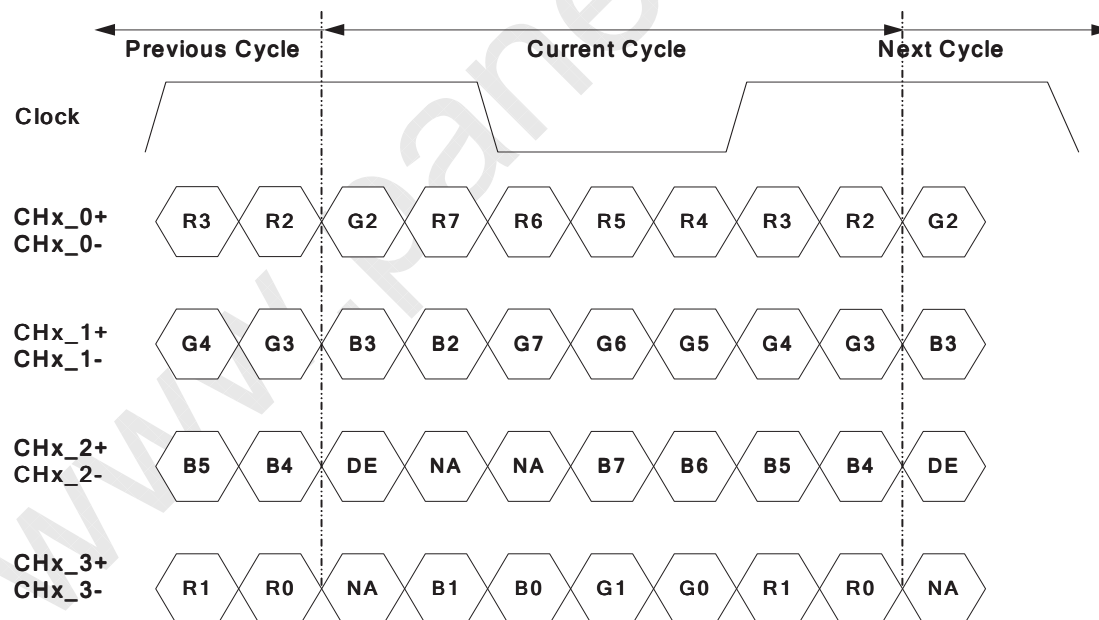 Previous Cycle Current Cycle Next Cycle
Clock
CHx_0+
CHx_0-
R3 R2 G2 R7 R6 R5 R4 R3 R2 G2
CHx_1+
CHx_1-
G4 G3 B3 B2 G7 G6 G5 G4 G3 B3
CHx_2+
CHx_2-
B5 B4 DE NA NA B7 B6 B5 B4 DE
CHx_3+
CHx_3-
R1 R0 NA B1 B0 G1 G0 R1 R0 NA
www.pane